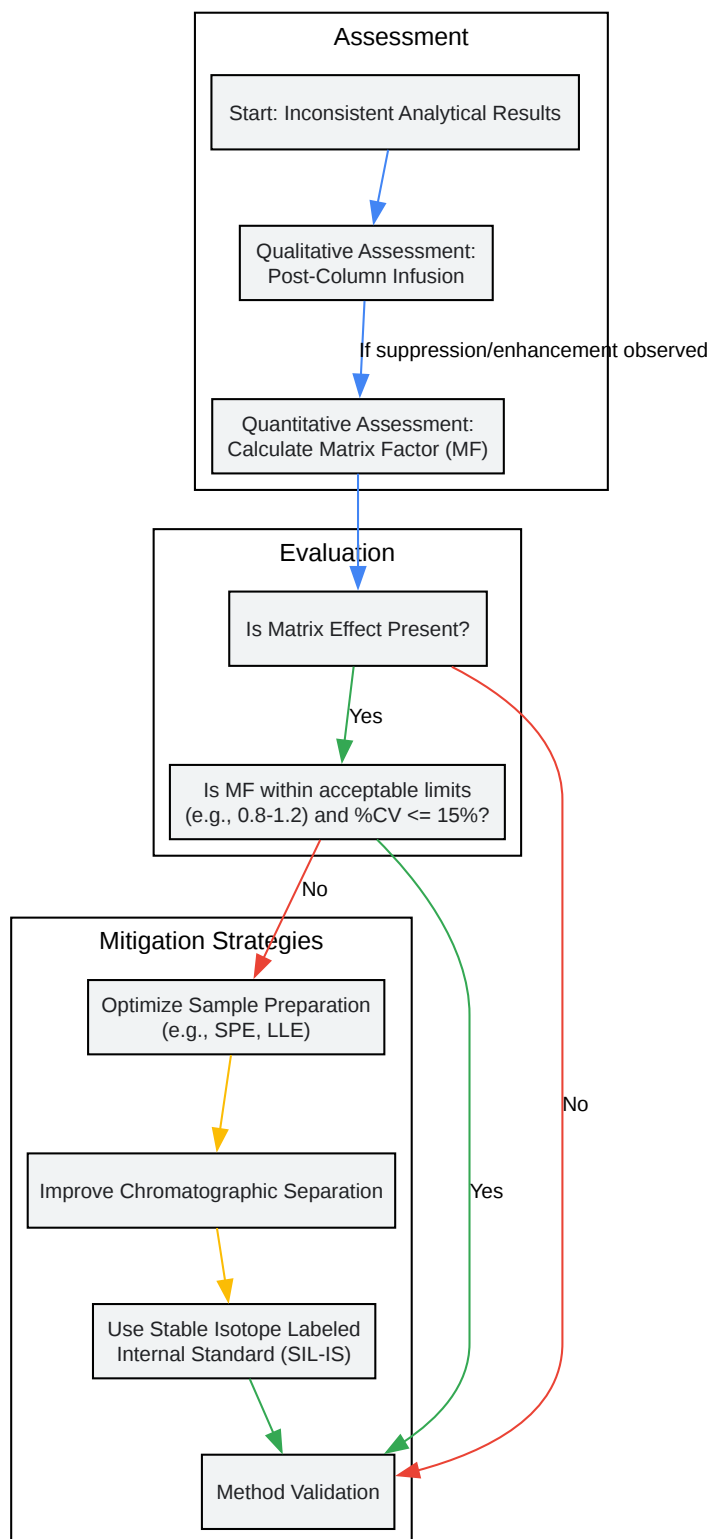 Assessment
Start: Inconsistent Analytical Results
Qualitative Assessment:
Post-Column Infusion
If suppression/enhancement observed
Quantitative Assessment:
Calculate Matrix Factor (MF)
Evaluation
Is Matrix Effect Present?
Yes
Is MF within acceptable limits
(e.g., 0.8-1.2) and %CV <= 15%?
No
Mitigation Strategies
Optimize Sample Preparation
(e.g., SPE, LLE)
No
Improve Chromatographic Separation
Yes
Use Stable Isotope Labeled
Internal Standard (SIL-IS)
Method Validation